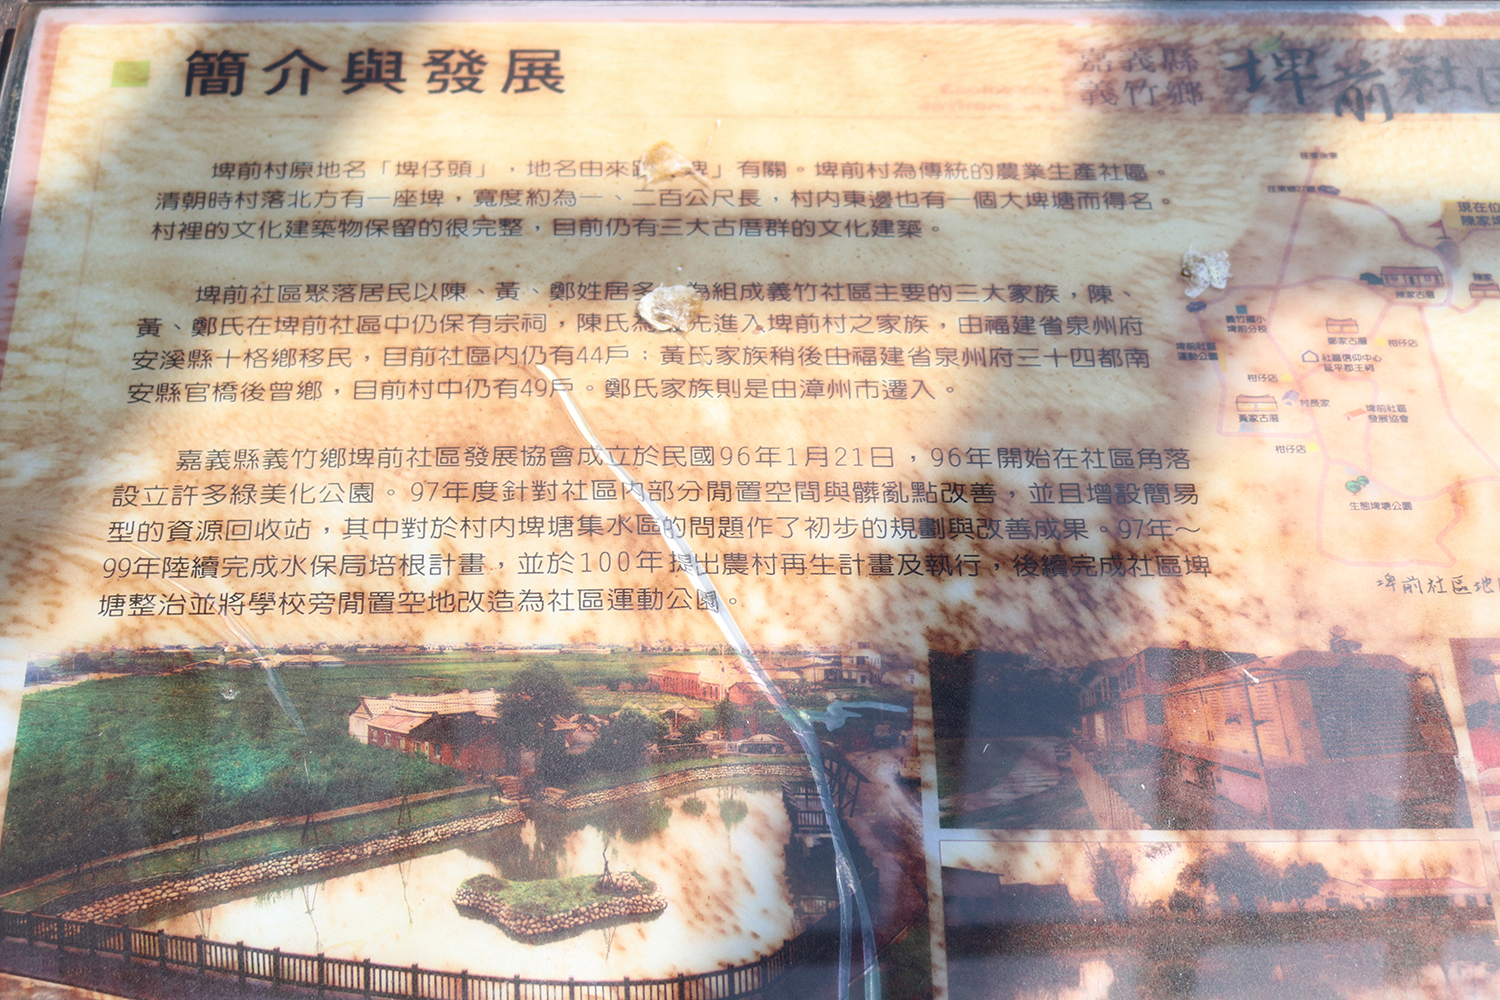 簡介與發展
嘉義縣
義竹鄉
埤前社區
埤前村原地名「埤仔頭」，地名由來跟「埤」有關。埤前村為傳統的農業生產社區。
清朝時村落北方有一座埤，寬度約為一、二百公尺長，村內東邊也有一個大埤塘而得名。
村裡的文化建築物保留的很完整，目前仍有三大古厝群的文化建築。
埤前社區聚落居民以陳、黃、鄭姓居多，為組成義竹社區主要的三大家族，陳、
黃、鄭氏在埤前社區中仍保有宗祠，陳氏為 先進入埤前村之家族，由福建省泉州府
安溪縣十格鄉移民，目前社區內仍有44戶；黃氏家族稍後由福建省泉州府三十四都南
安縣官橋後曾鄉，目前村中仍有49戶。鄭氏家族則是由漳州市遷入。
嘉義縣義竹鄉埤前社區發展協會成立於民國96年1月21日，96年開始在社區角落
設立許多綠美化公園。97年度針對社區內部分閒置空間與髒亂點改善，並且增設簡易
型的資源回收站，其中對於村內埤塘集水區的問題作了初步的規劃與改善成果。97年～
99年陸續完成水保局培根計畫，並於100年提出農村再生計畫及執行，後續完成社區埤
塘整治並將學校旁閒置空地改造為社區運動公園。
現在位
陳家埤
陳家
陳家古厝
義竹國小
埤前分校
埤前社區
運動公園
鄭家古厝
柑仔店
社區信仰中心
延平郡王祠
柑仔店
村長家
黃家古厝
埤前社區
發展協會
柑仔店
生態埤塘公園
埤前社區地